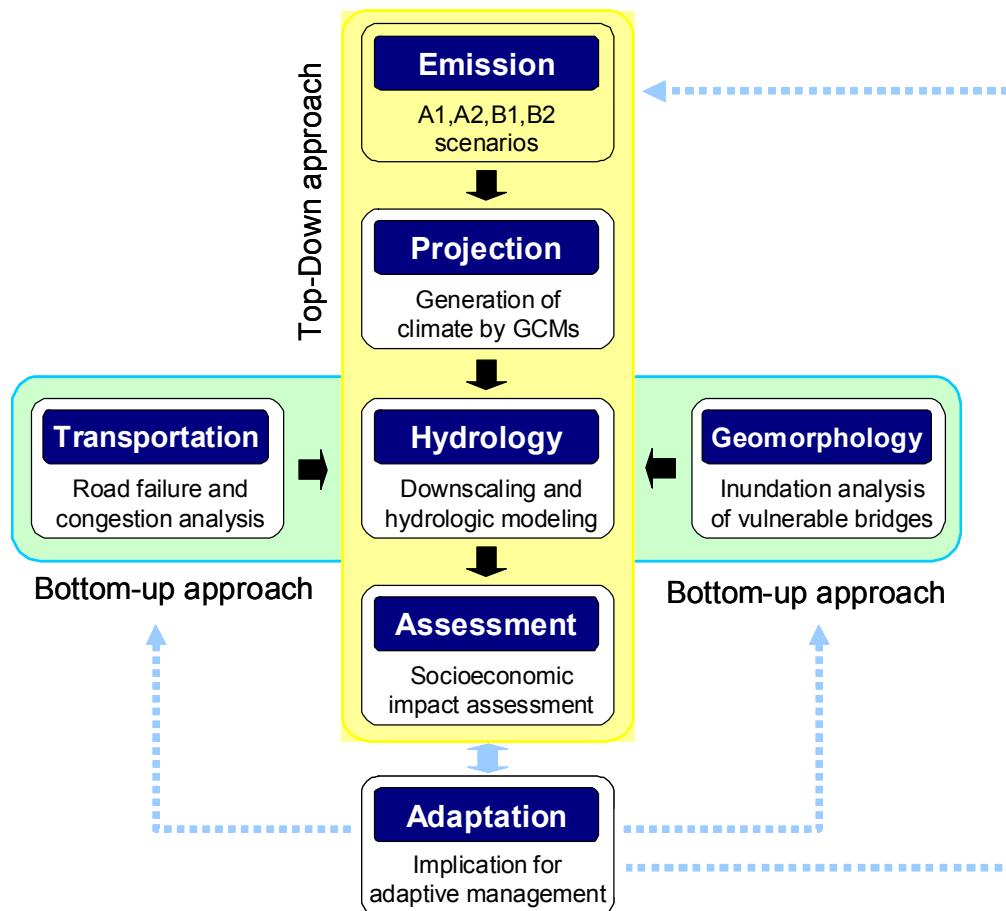 Top-Down approach
Emission
A1,A2,B1,B2
scenarios
Projection
Generation of
climate by GCMs
Transportation
Road failure and
congestion analysis
Hydrology
Downscaling and
hydrologic modeling
Geomorphology
Inundation analysis
of vulnerable bridges
Bottom-up approach
Bottom-up approach
Assessment
Socioeconomic
impact assessment
Adaptation
Implication for
adaptive management